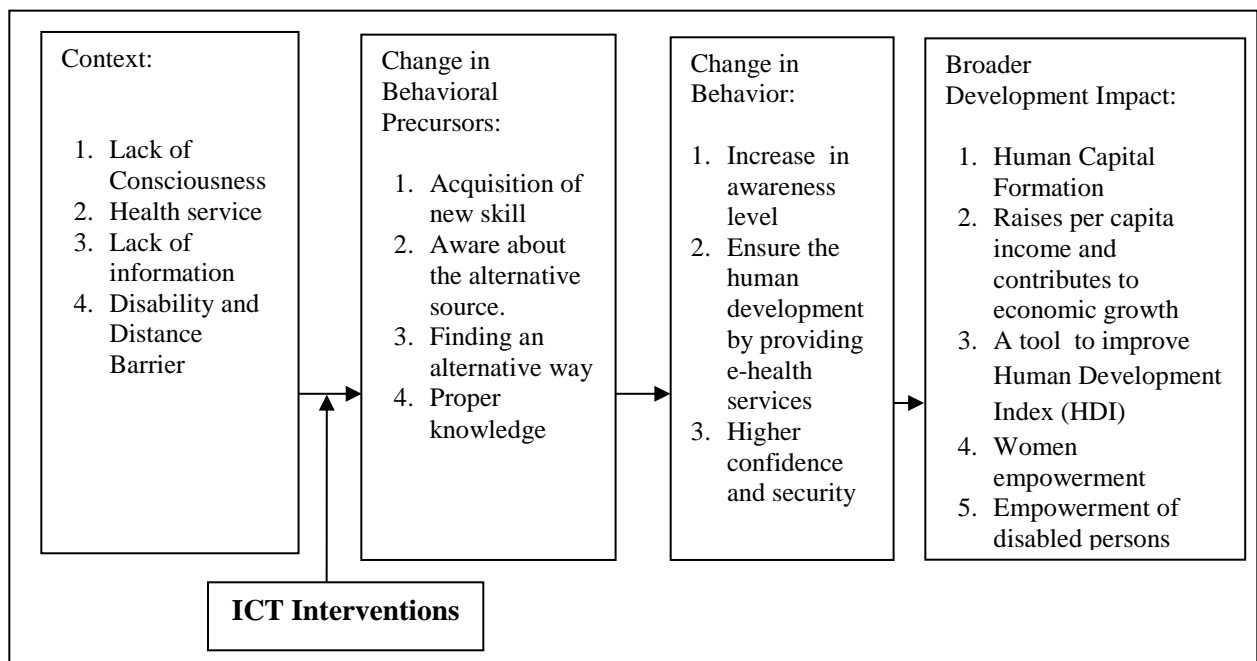 Context:
1. Lack of
Consciousness
2. Health service
3. Lack of
information
4. Disability and
Distance
Barrier
Change in
Behavioral
Precursors:
1. Acquisition of
new skill
2. Aware about
the alternative
source.
3. Finding an
alternative way
4. Proper
knowledge
Change in
Behavior:
1. Increase in
awareness
level
2. Ensure the
human
development
by providing
e-health
services
3. Higher
confidence
and security
Broader
Development Impact:
1. Human Capital
Formation
2. Raises per capita
income and
contributes to
economic growth
3. A tool to improve
Human Development
Index (HDI)
4. Women
empowerment
5. Empowerment of
disabled persons
ICT Interventions